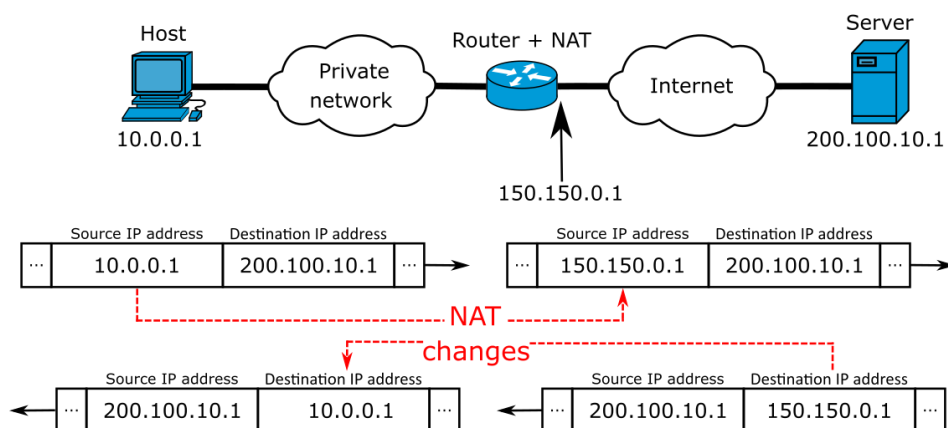 Host
Router + NAT
Server
Private
network
Internet
10.0.0.1
200.100.10.1
150.150.0.1
Source IP address Destination IP address
... 10.0.0.1 200.100.10.1 ...
Source IP address Destination IP address
... 150.150.0.1 200.100.10.1 ...
NAT
changes
Source IP address Destination IP address
... 200.100.10.1 10.0.0.1 ...
Source IP address Destination IP address
... 200.100.10.1 150.150.0.1 ...